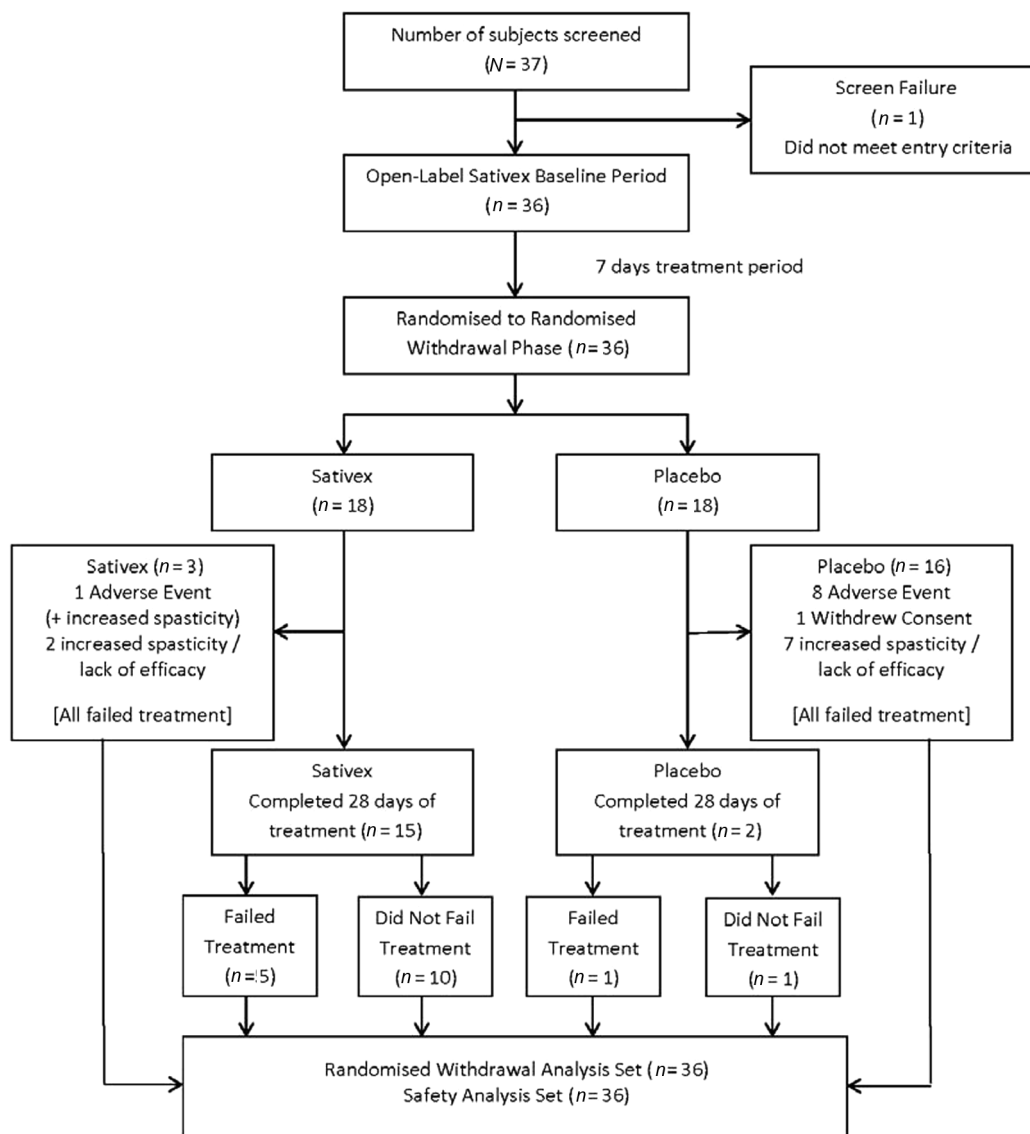 Number of subjects screened
(N = 37)
Screen Failure
(n = 1)
Did not meet entry criteria
Open-Label Sativex Baseline Period
(n = 36)
7 days treatment period
Randomised to Randomised
Withdrawal Phase (n = 36)
Sativex
(n = 18)
Placebo
(n = 18)
Sativex (n = 3)
1 Adverse Event
(+ increased spasticity)
2 increased spasticity /
lack of efficacy
[All failed treatment]
Placebo (n = 16)
8 Adverse Event
1 Withdrew Consent
7 increased spasticity /
lack of efficacy
[All failed treatment]
Sativex
Completed 28 days of
treatment (n = 15)
Placebo
Completed 28 days of
treatment (n = 2)
Failed
Treatment
(n = 5)
Did Not Fail
Treatment
(n = 10)
Failed
Treatment
(n = 1)
Did Not Fail
Treatment
(n = 1)
Randomised Withdrawal Analysis Set (n = 36)
Safety Analysis Set (n = 36)